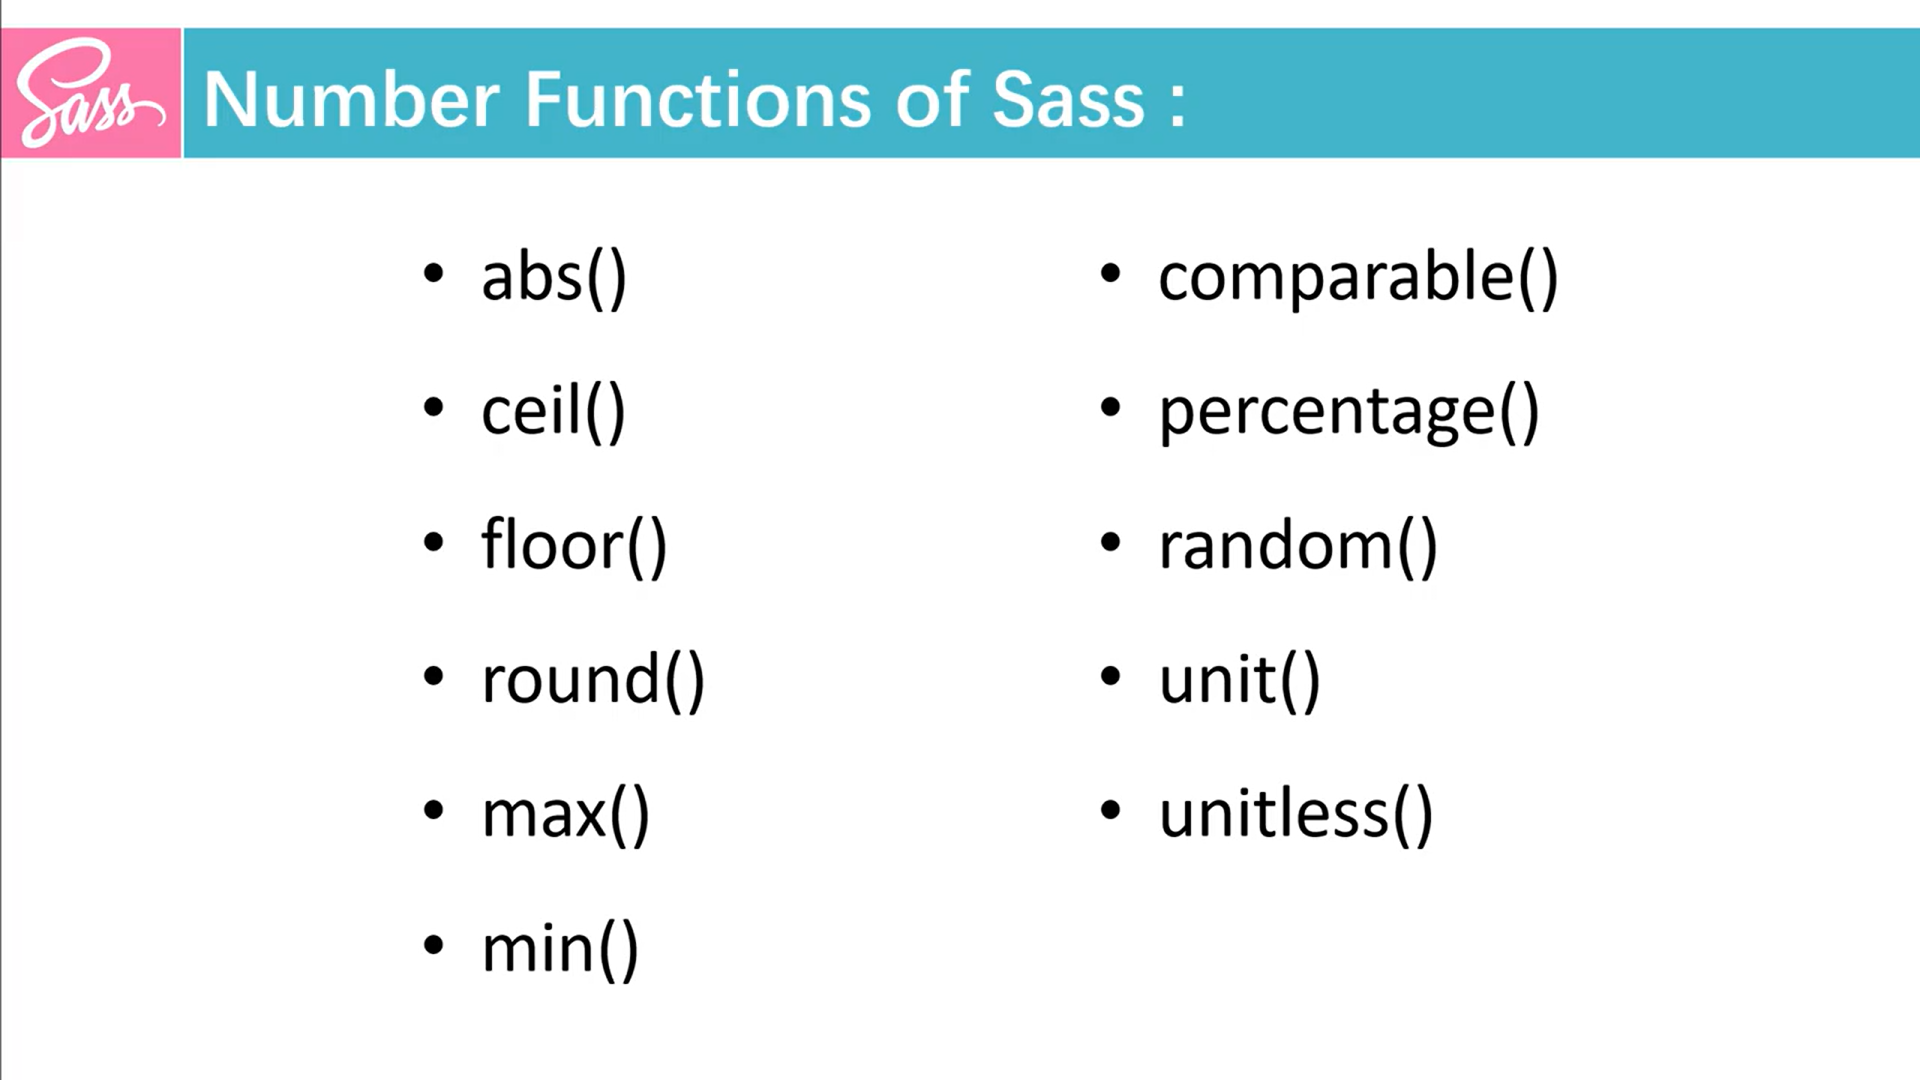 Sass
Number Functions of Sass :
• abs()
• ceil()
• floor()
• round()
• max()
• min()
• comparable()
• percentage()
• random()
• unit()
• unitless()